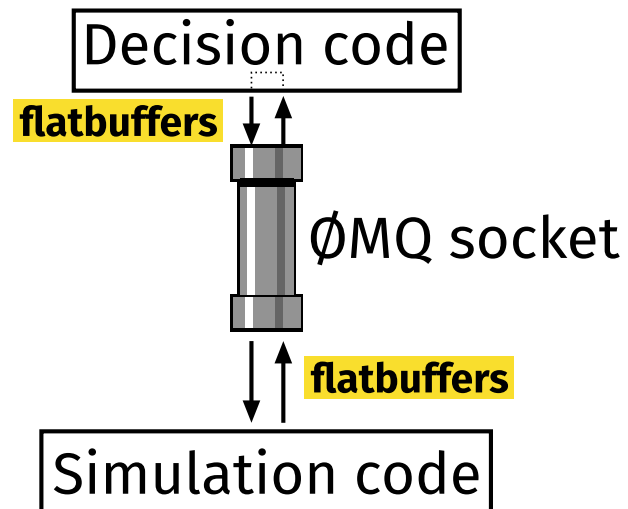 Decision code
flatbuffers
ØMQ socket
flatbuffers
Simulation code